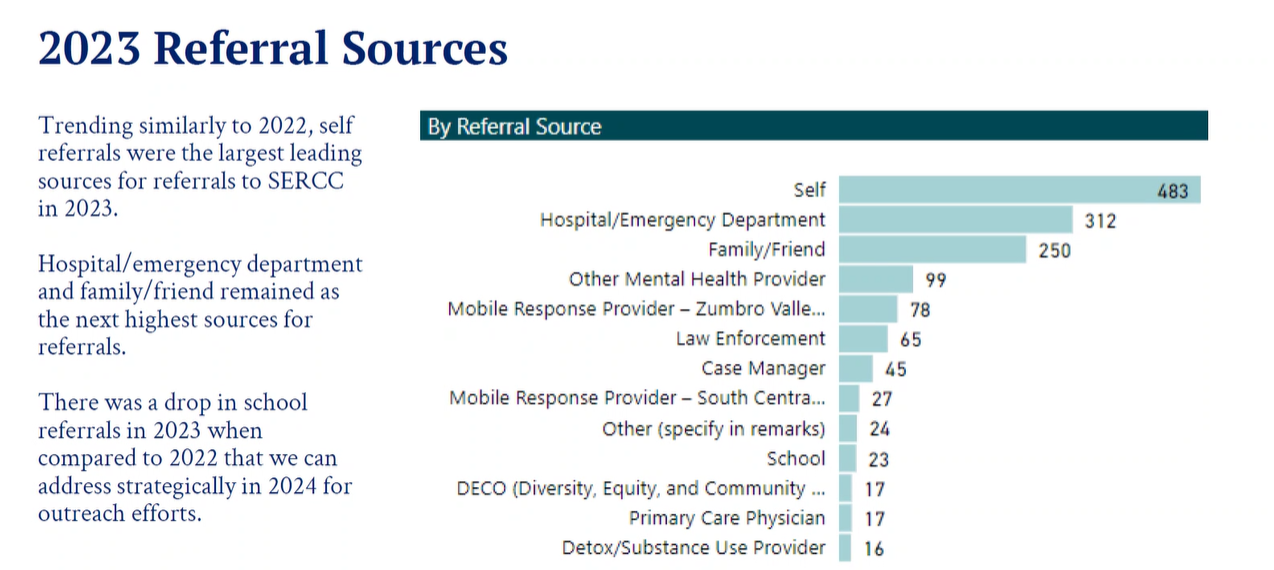 2023 Referral Sources
Trending similarly to 2022, self
referrals were the largest leading
sources for referrals to SERCC
in 2023.
Hospital/emergency department
and family/friend remained as
the next highest sources for
referrals.
There was a drop in school
referrals in 2023 when
compared to 2022 that we can
address strategically in 2024 for
outreach efforts.
By Referral Source
Self 483
Hospital/Emergency Department 312
Family/Friend 250
Other Mental Health Provider 99
Mobile Response Provider – Zumbro Valle... 78
Law Enforcement 65
Case Manager 45
Mobile Response Provider – South Centra... 27
Other (specify in remarks) 24
School 23
DECO (Diversity, Equity, and Community ... 17
Primary Care Physician 17
Detox/Substance Use Provider 16